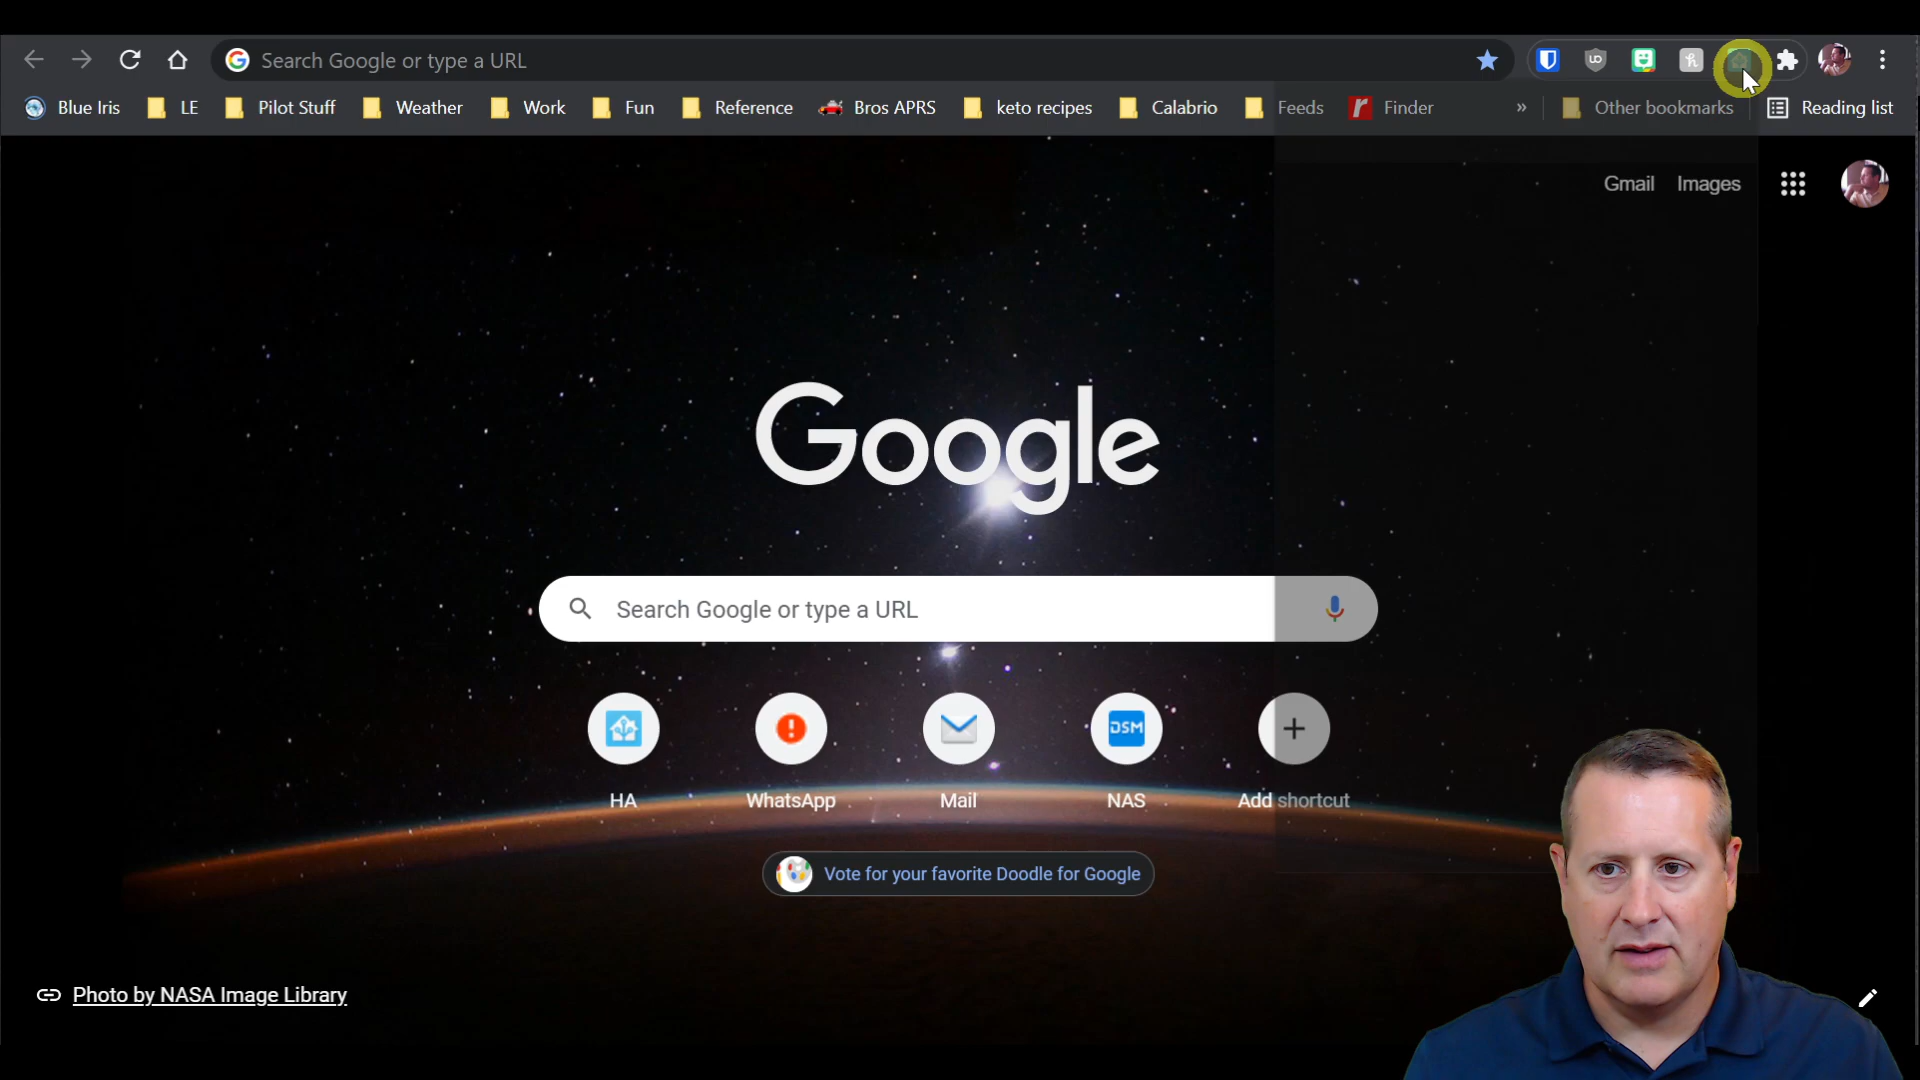 Search Google or type a URL
Blue Iris LE Pilot Stuff Weather Work Fun Reference Bros APRS keto recipes Calabrio Feeds Finder » Other bookmarks Reading list
Gmail Images
Google
Search Google or type a URL
DSM
HA WhatsApp Mail NAS Add shortcut
Vote for your favorite Doodle for Google
Photo by NASA Image Library